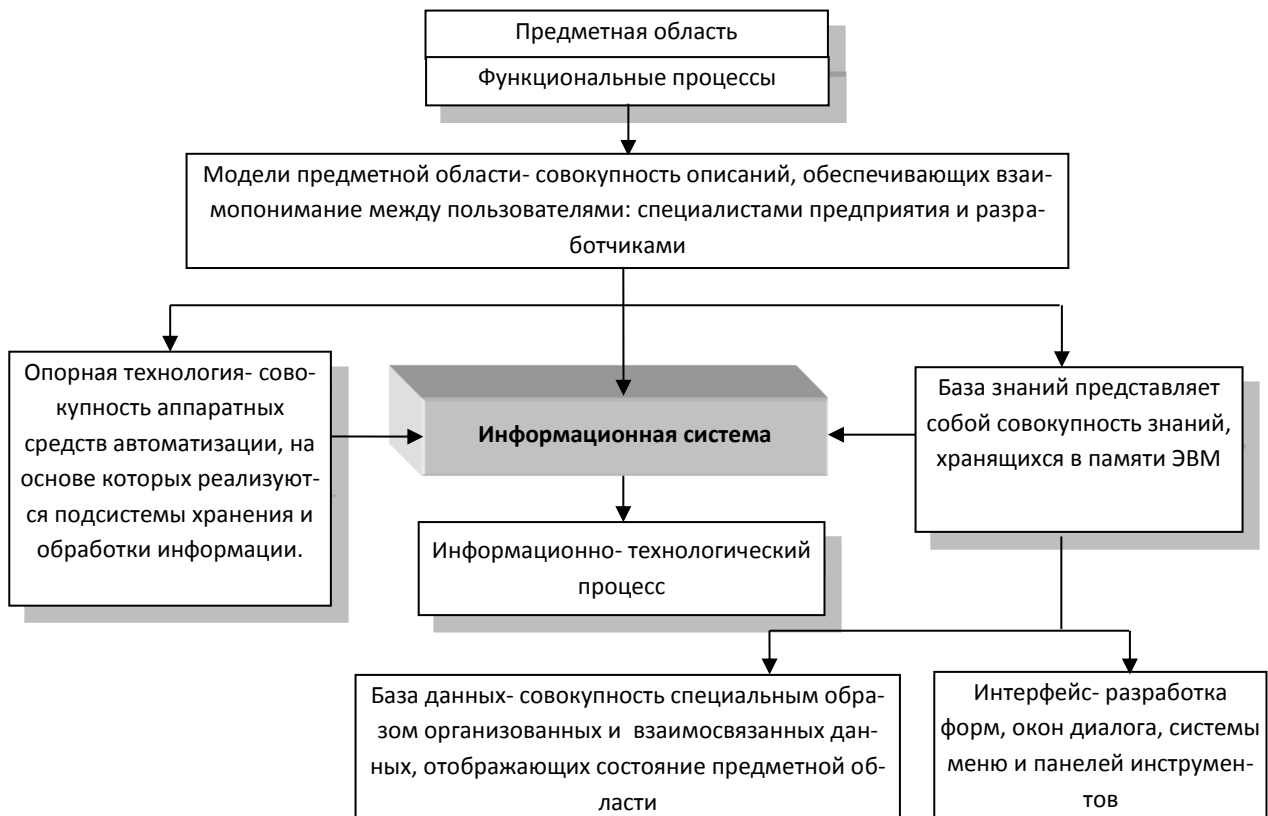 Предметная область
Функциональные процессы
Модели предметной области- совокупность описаний, обеспечивающих взаи-
мопонимание между пользователями: специалистами предприятия и разра-
ботчиками
Опорная технология- сово-
купность аппаратных
средств автоматизации, на
основе которых реализуют-
ся подсистемы хранения и
обработки информации.
Информационная система
База знаний представляет
собой совокупность знаний,
хранящихся в памяти ЭВМ
Информационно- технологический
процесс
База данных- совокупность специальным обра-
зом организованных и взаимосвязанных дан-
ных, отображающих состояние предметной об-
ласти
Интерфейс- разработка
форм, окон диалога, системы
меню и панелей инструмен-
тов